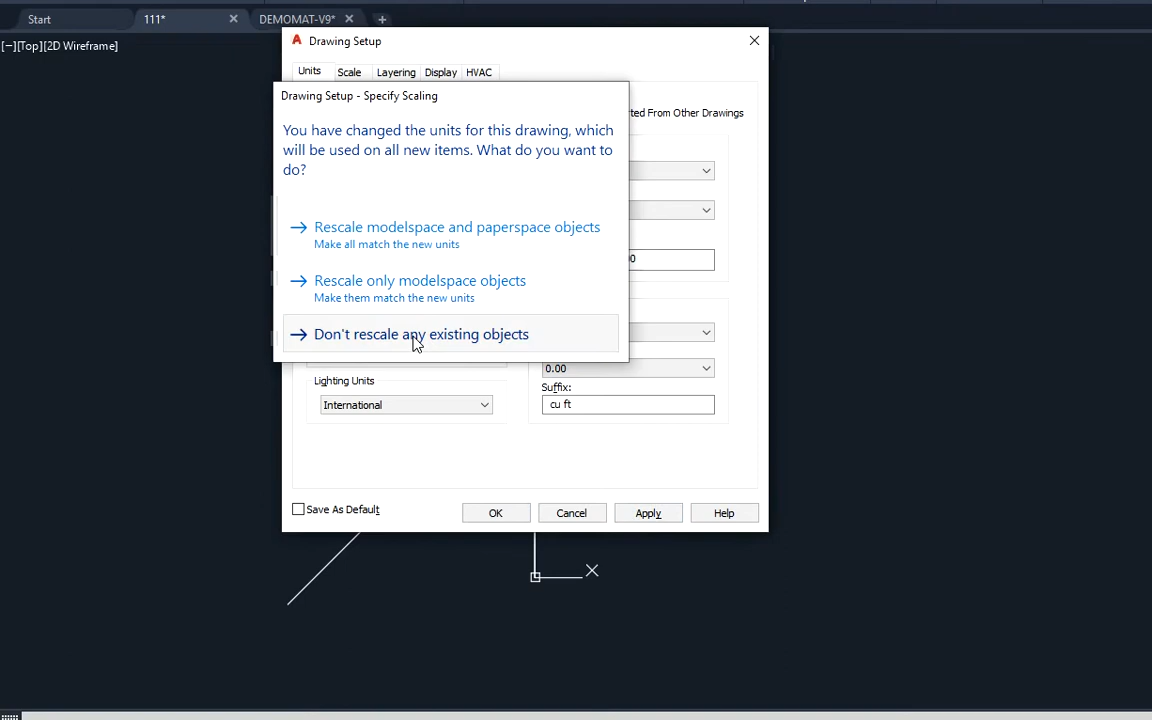 Start
111*
DEMOMAT-V9*
[−][Top][2D Wireframe]
Drawing Setup
Units
Scale
Layering
Display
HVAC
Drawing Setup - Specify Scaling
From Other Drawings
You have changed the units for this drawing, which
will be used on all new items. What do you want to
do?
Rescale modelspace and paperspace objects
Make all match the new units
Rescale only modelspace objects
Make them match the new units
Don't rescale any existing objects
0.00
Lighting Units
Suffix:
International
cu ft
Save As Default
OK
Cancel
Apply
Help